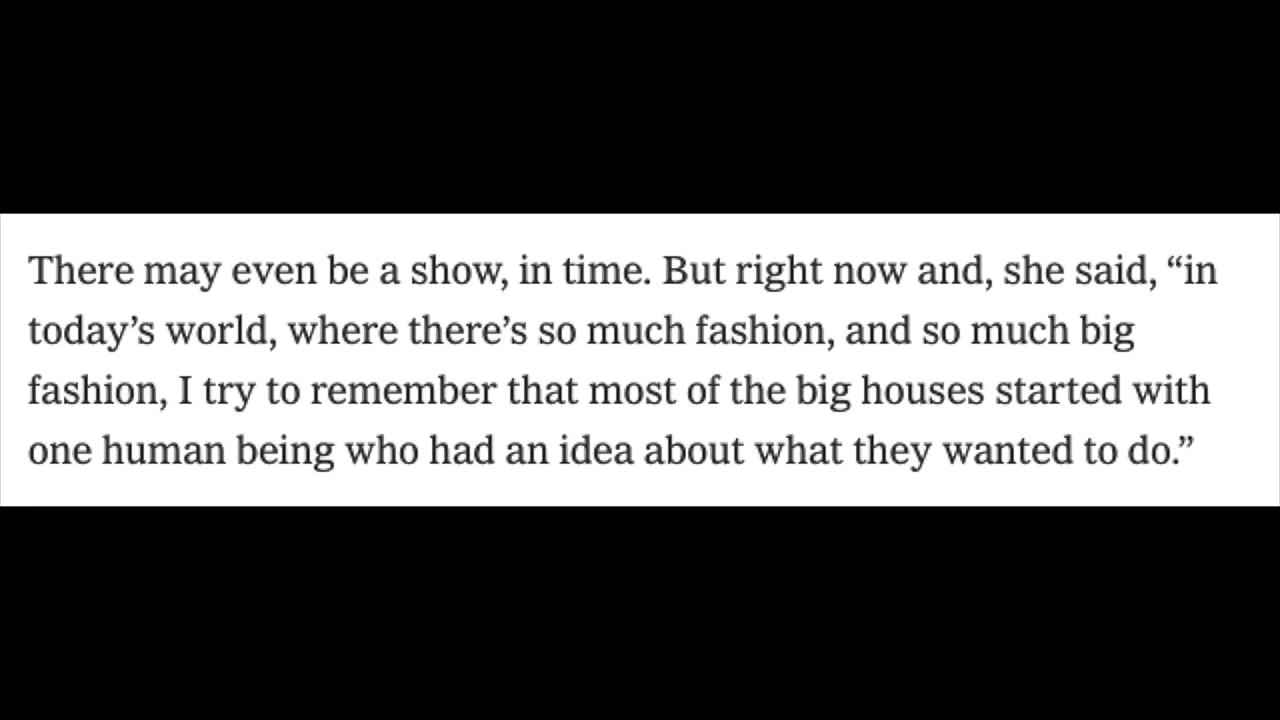 There may even be a show, in time. But right now and, she said, “in
today’s world, where there’s so much fashion, and so much big
fashion, I try to remember that most of the big houses started with
one human being who had an idea about what they wanted to do.”